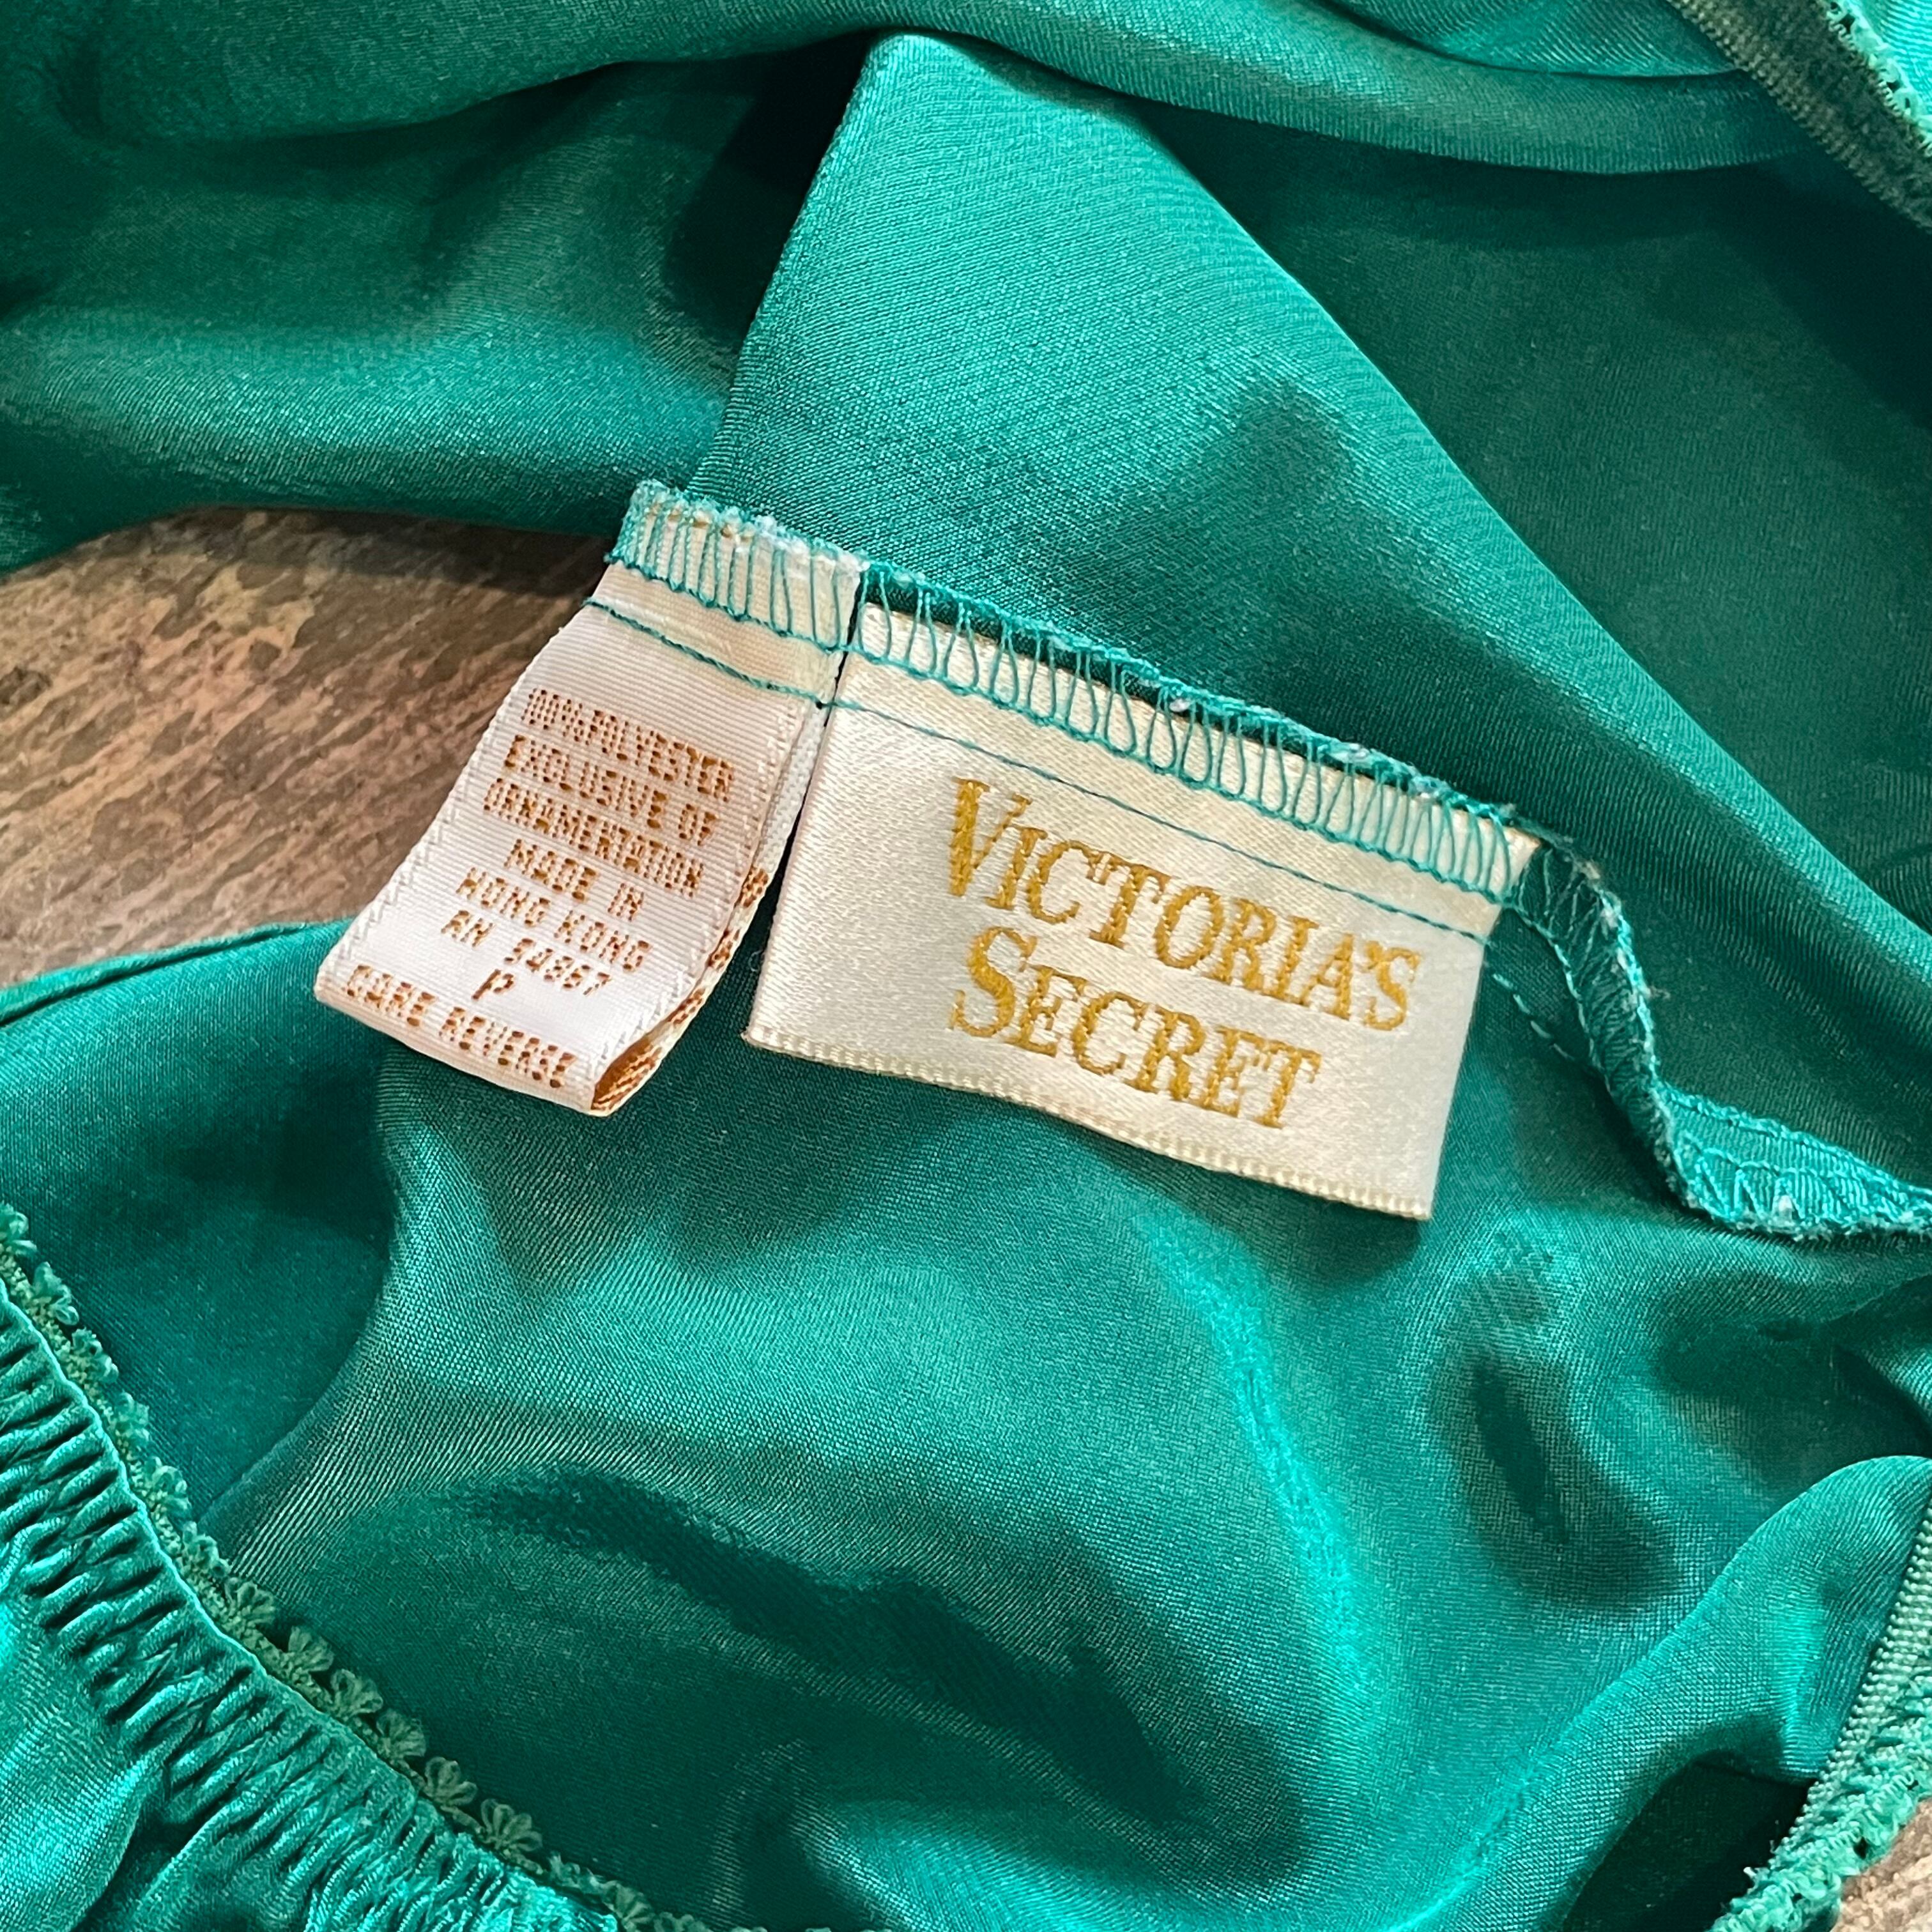 100% POLYESTER
EXCLUSIVE OF
ORNAMENTATION
MADE IN
HONG KONG
RN 54867
P
CARE REVERSE
VICTORIA'S
SECRET